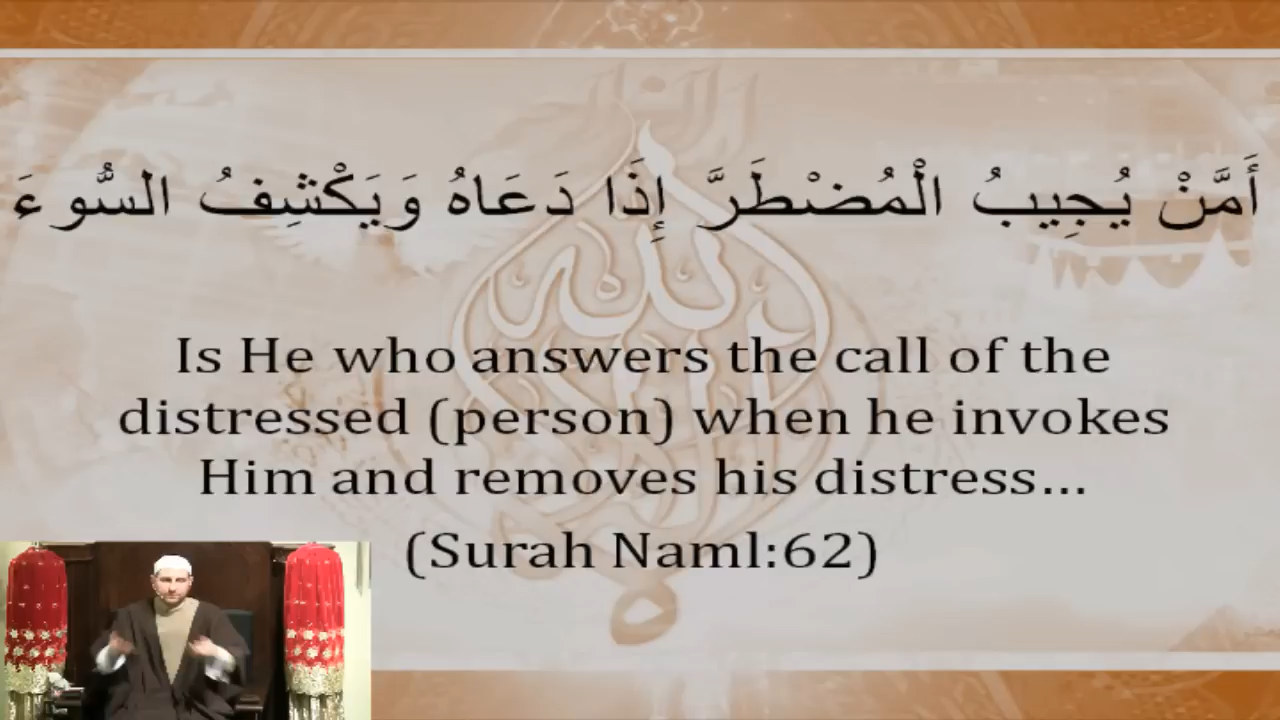 أَمَّنْ يُجِيبُ الْمُضْطَرَّ إِذَا دَعَاهُ وَيَكْشِفُ السُّوءَ
Is He who answers the call of the
distressed (person) when he invokes
Him and removes his distress...
(Surah Naml:62)